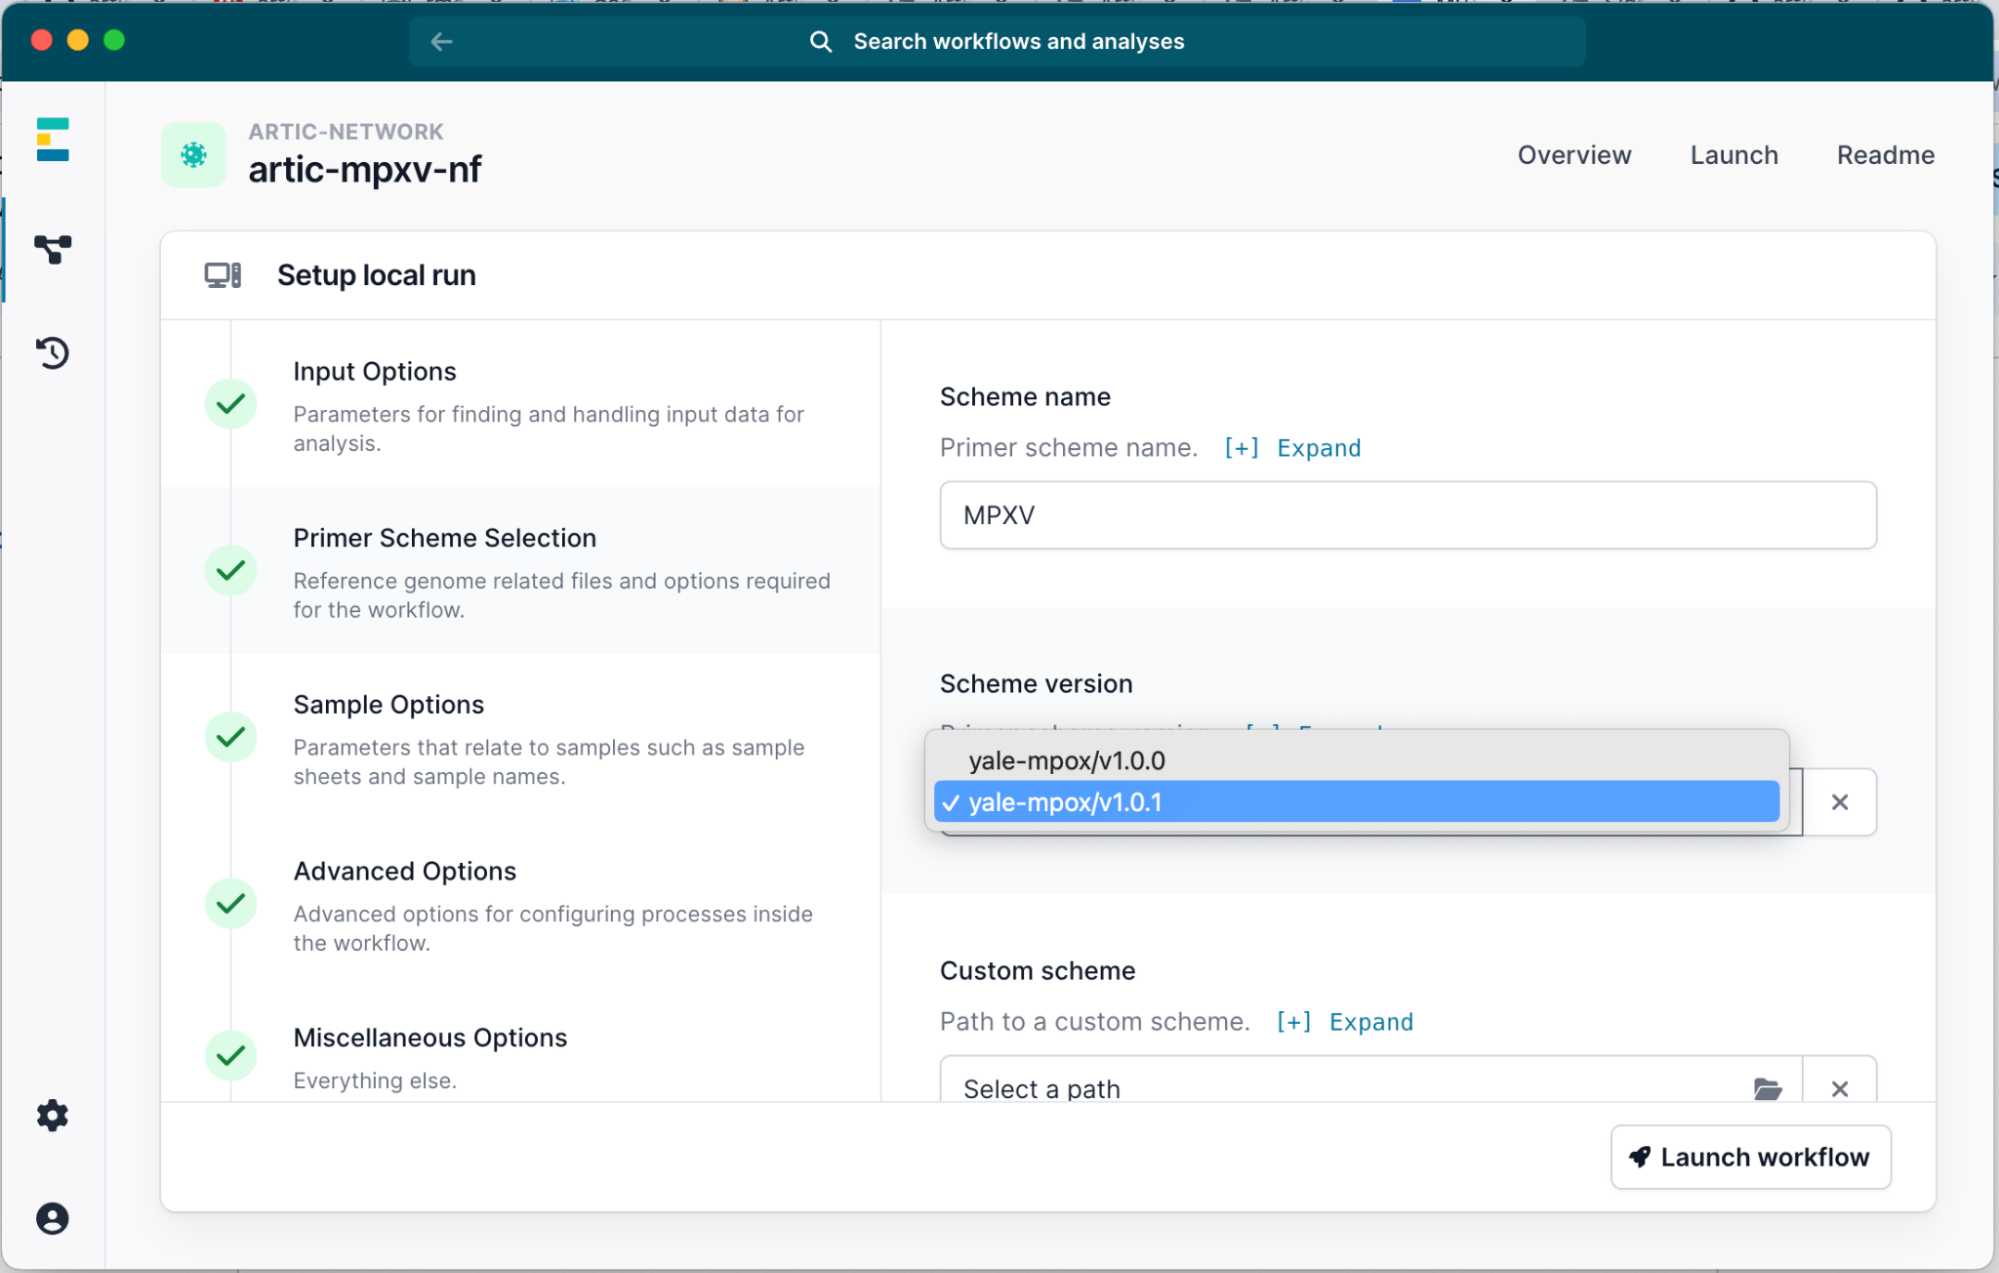 Search workflows and analyses
ARTIC-NETWORK
artic-mpxv-nf
Overview
Launch
Readme
Setup local run
Input Options
Parameters for finding and handling input data for
analysis.
Primer Scheme Selection
Reference genome related files and options required
for the workflow.
Sample Options
Parameters that relate to samples such as sample
sheets and sample names.
Advanced Options
Advanced options for configuring processes inside
the workflow.
Miscellaneous Options
Everything else.
Scheme name
Primer scheme name. [+] Expand
MPXV
Scheme version
yale-mpox/v1.0.0
✓ yale-mpox/v1.0.1
Custom scheme
Path to a custom scheme. [+] Expand
Select a path
Launch workflow